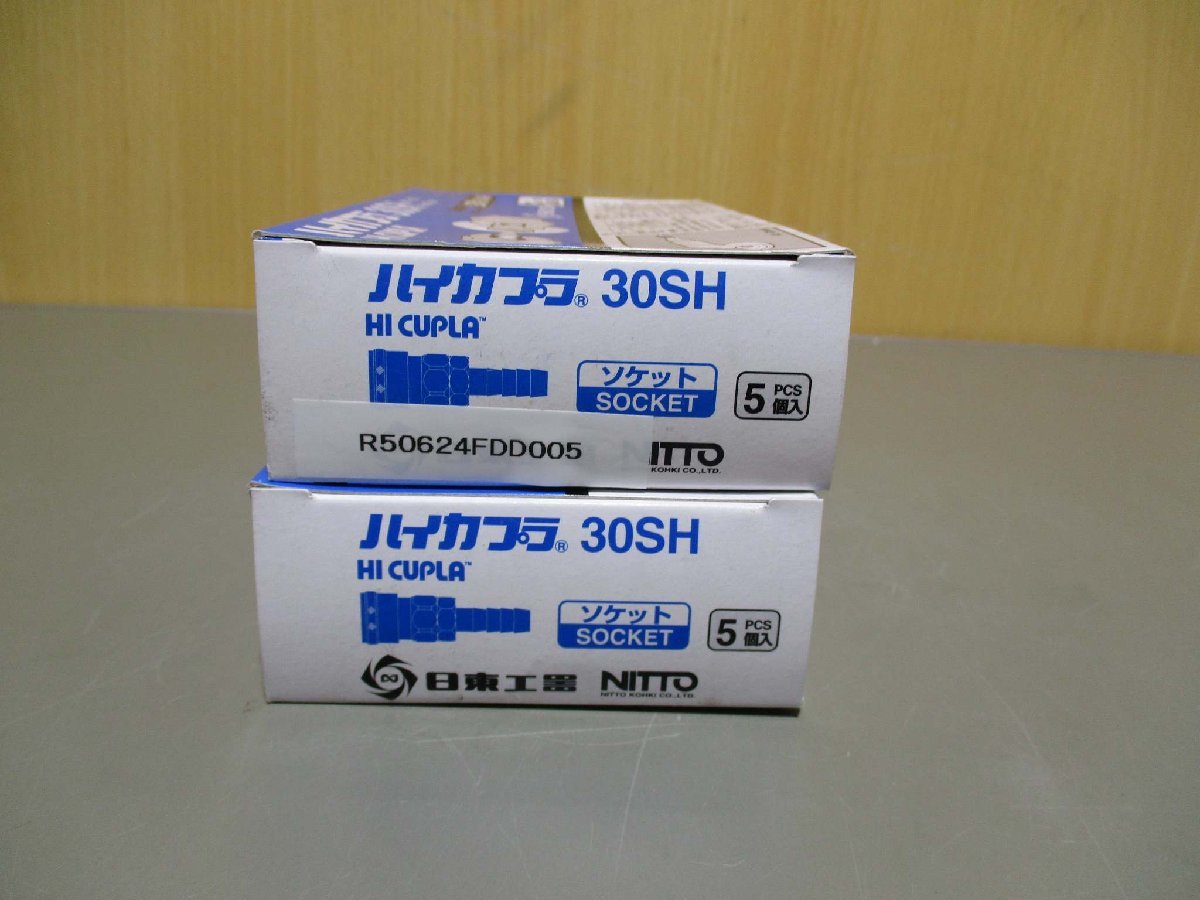 ハイカプラ® 30SH
HI CUPLA™
ソケット
SOCKET
5 PCS 個入
R50624FDD005
ITTO
KOHKI CO.,LTD.
ハイカプラ® 30SH
HI CUPLA™
ソケット
SOCKET
5 PCS 個入
日東工器 NITTO
NITTO KOHKI CO.,LTD.